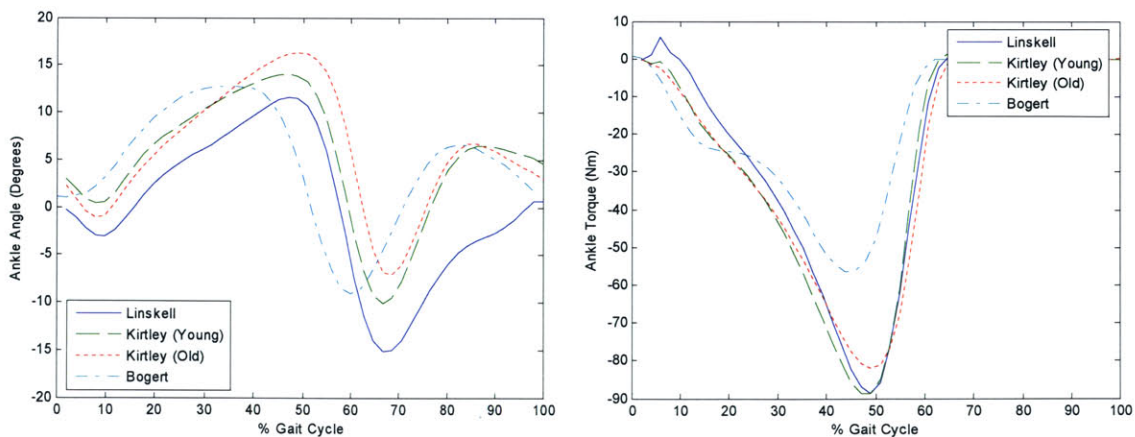 Ankle Angle (Degrees)
20
15
10
5
0
-5
-10
-15
-20
Linskell
Kirtley (Young)
Kirtley (Old)
Bogert
0 10 20 30 40 50 60 70 80 90 100
% Gait Cycle
Ankle Torque (Nm)
10
0
-10
-20
-30
-40
-50
-60
-70
-80
-90
Linskell
Kirtley (Young)
Kirtley (Old)
Bogert
0 10 20 30 40 50 60 70 80 90 100
% Gait Cycle